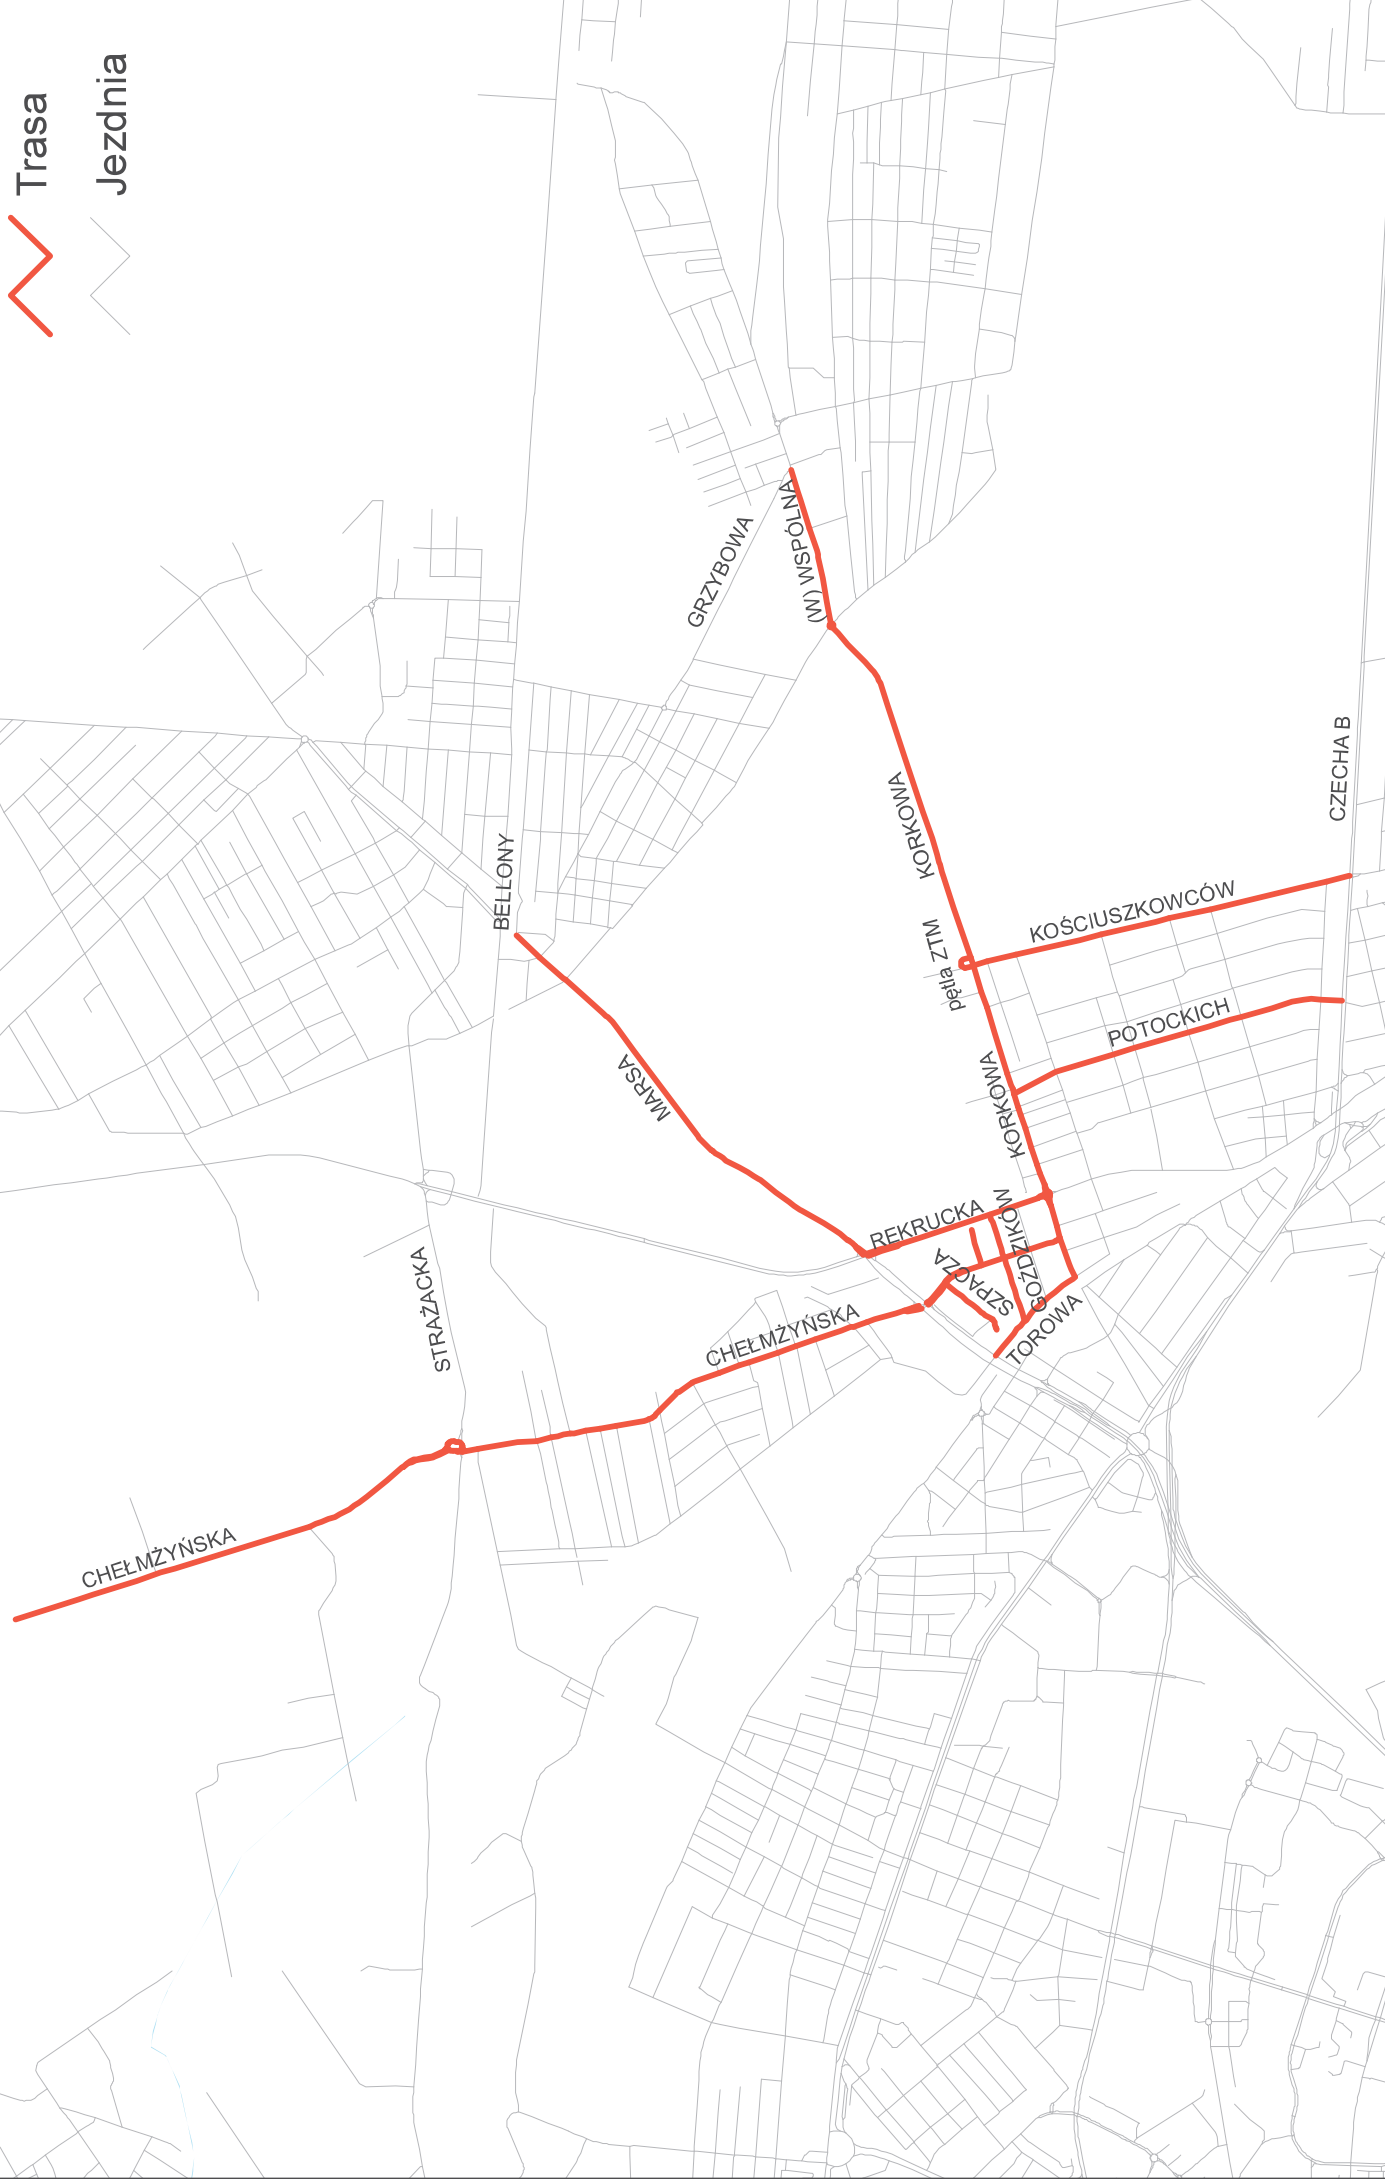 Trasa
Jezdnia
GRZYBOWA
(W) WSPÓLNA
KORKOWA
CZECHA B
BELLONY
KOŚCIUSZKOWCÓW
pętla ZTM
POTOCKICH
MARSA
KORKOWA
REKRUCKA
GOŹDZIKÓW
SZPACZA
STRAŻACKA
CHEŁMŻYŃSKA
TOROWA
CHEŁMŻYŃSKA